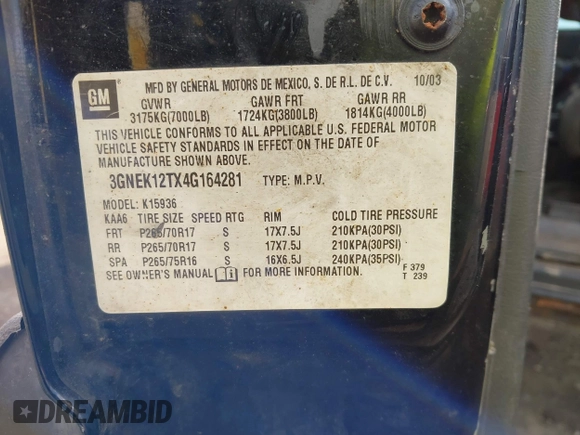 GM
MFD BY GENERAL MOTORS DE MEXICO, S. DE R.L. DE C.V. 10/03
GVWR GAWR FRT GAWR RR
3175KG(7000LB) 1724KG(3800LB) 1814KG(4000LB)
THIS VEHICLE CONFORMS TO ALL APPLICABLE U.S. FEDERAL MOTOR
VEHICLE SAFETY STANDARDS IN EFFECT ON THE DATE OF
MANUFACTURE SHOWN ABOVE.
3GNEK12TX4G164281 TYPE: M.P.V.
MODEL: K15936
KAA6 TIRE SIZE SPEED RTG RIM COLD TIRE PRESSURE
FRT P265/70R17 S 17X7.5J 210KPA(30PSI)
RR P265/70R17 S 17X7.5J 210KPA(30PSI)
SPA P265/75R16 S 16X6.5J 240KPA(35PSI)
SEE OWNER'S MANUAL FOR MORE INFORMATION.
F 379
T 239
DREAMBID